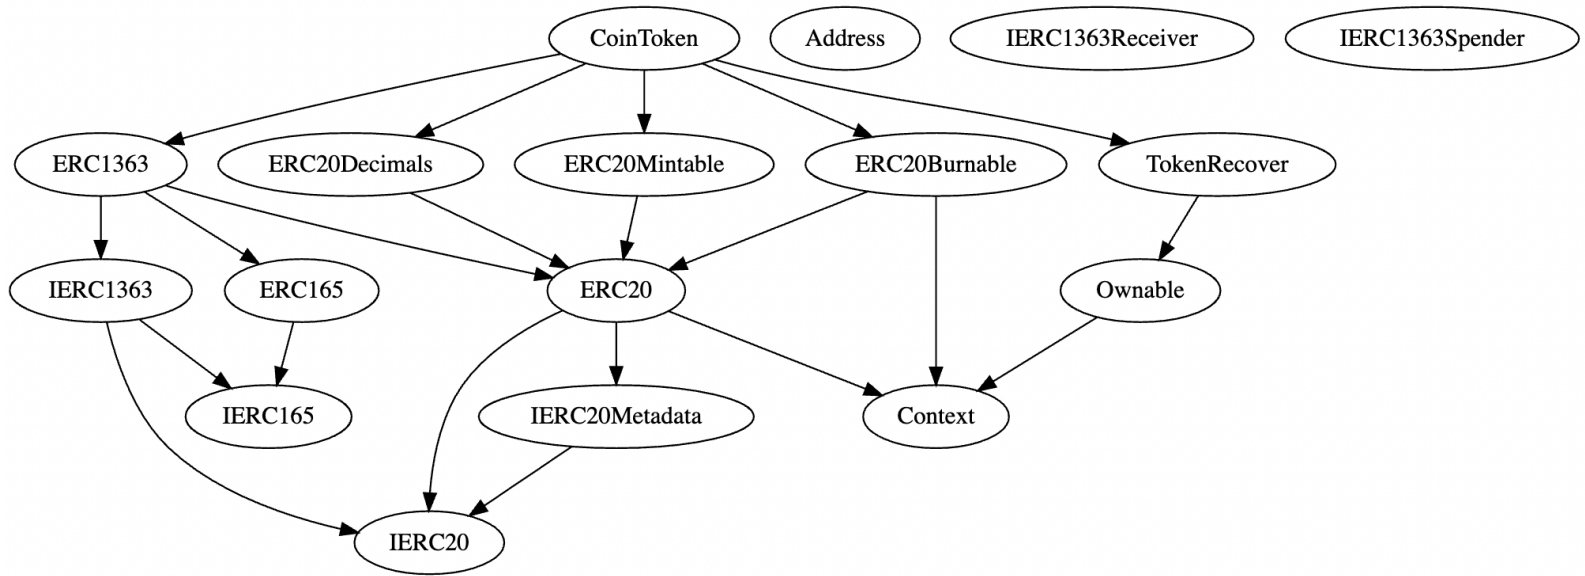 CoinToken
Address
IERC1363Receiver
IERC1363Spender
ERC1363
ERC20Decimals
ERC20Mintable
ERC20Burnable
TokenRecover
IERC1363
ERC165
ERC20
Ownable
IERC165
IERC20Metadata
Context
IERC20